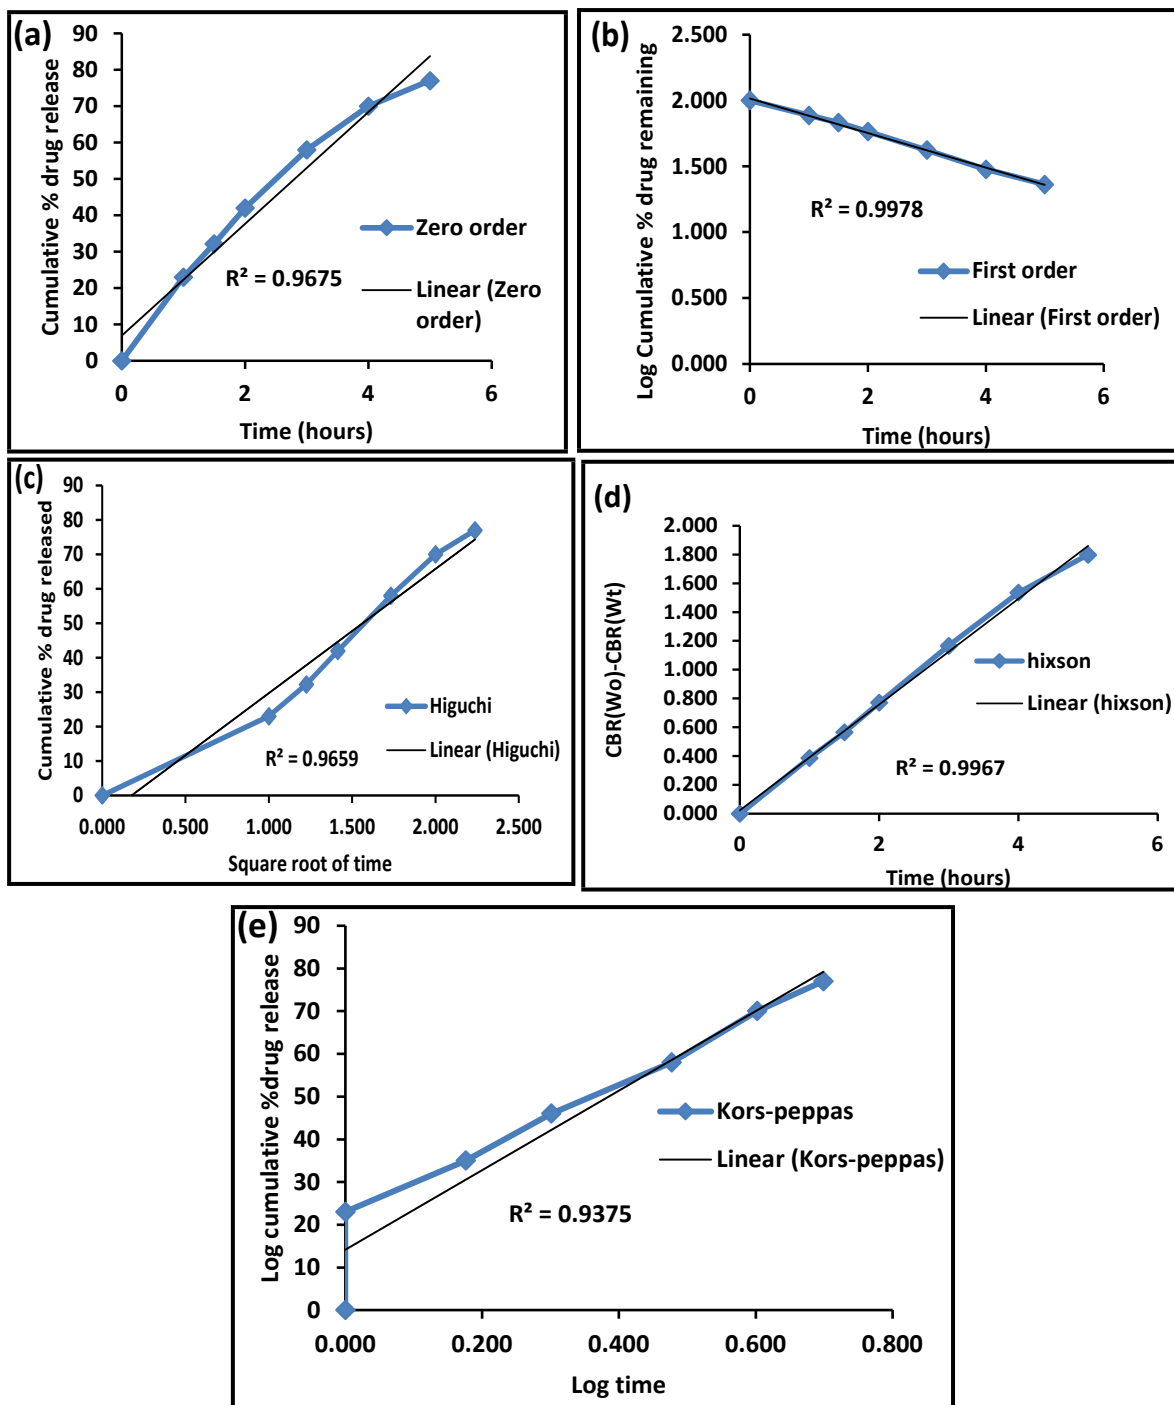 (a)
Cumulative % drug release
90
80
70
60
50
40
30
20
10
0
0 2 4 6
Time (hours)
Zero order
R² = 0.9675
Linear (Zero
order)
(b)
Log Cumulative % drug remaining
2.500
2.000
1.500
1.000
0.500
0.000
0 2 4 6
Time (hours)
R² = 0.9978
First order
Linear (First order)
(c)
Cumulative % drug released
90
80
70
60
50
40
30
20
10
0
0.000 0.500 1.000 1.500 2.000 2.500
Square root of time
Higuchi
R² = 0.9659
Linear (Higuchi)
(d)
CBR(Wo)-CBR(Wt)
2.000
1.800
1.600
1.400
1.200
1.000
0.800
0.600
0.400
0.200
0.000
0 2 4 6
Time (hours)
hixson
Linear (hixson)
R² = 0.9967
(e)
Log cumulative %drug release
90
80
70
60
50
40
30
20
10
0
0.000 0.200 0.400 0.600 0.800
Log time
Kors-peppas
Linear (Kors-peppas)
R² = 0.9375